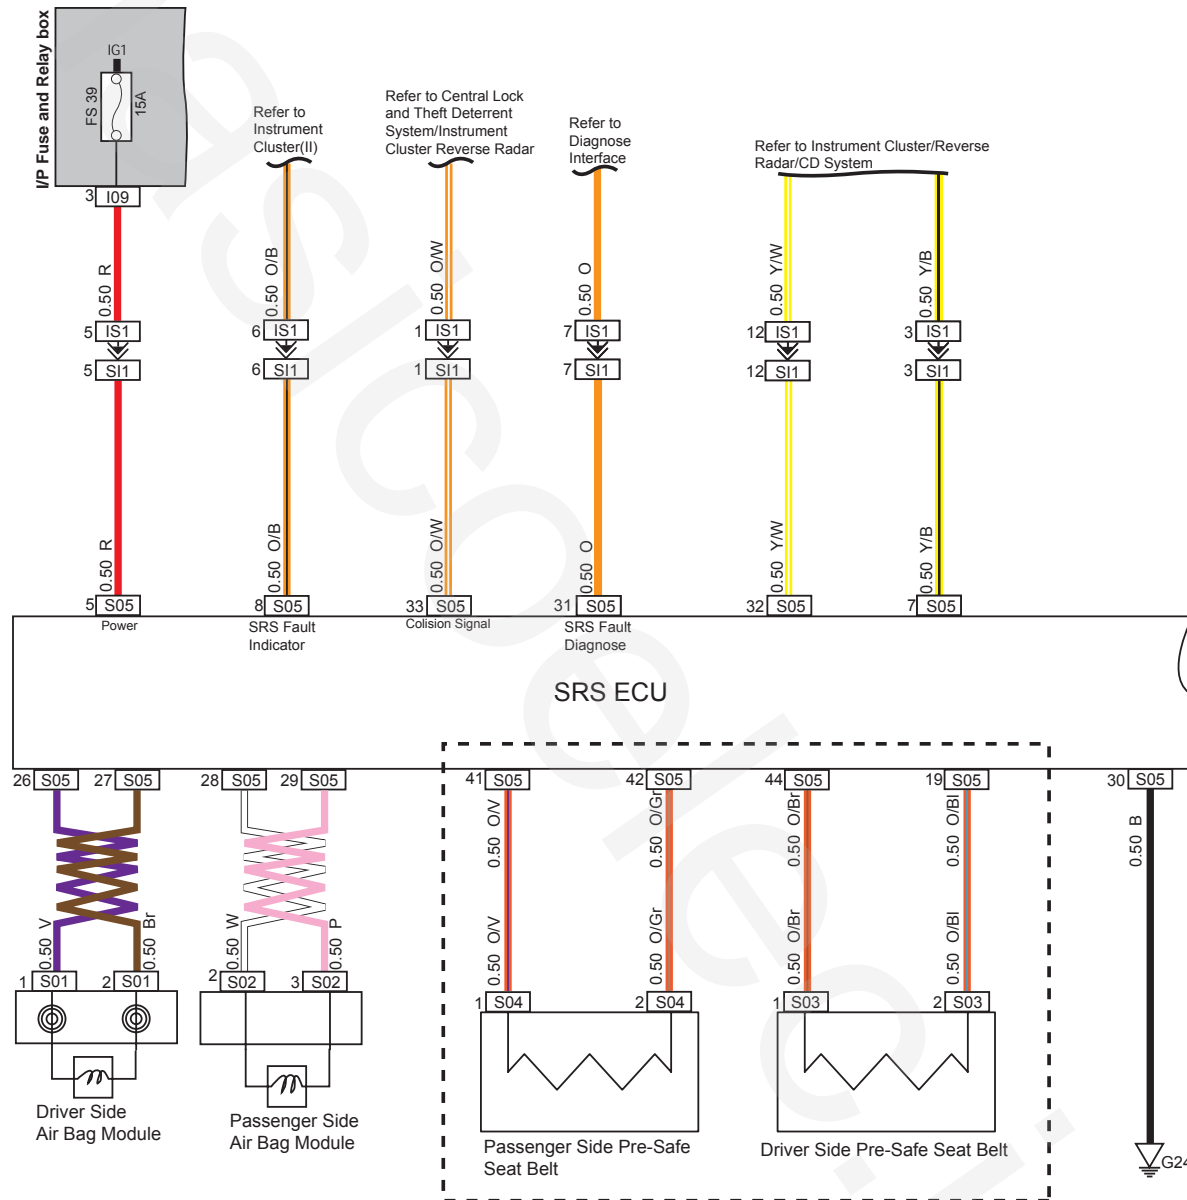 I/P Fuse and Relay box
IG1
FS 39
15A
3 I09
Refer to
Instrument
Cluster(II)
Refer to Central Lock
and Theft Deterrent
System/Instrument
Cluster Reverse Radar
Refer to
Diagnose
Interface
Refer to Instrument Cluster/Reverse
Radar/CD System
0.50 R
0.50 O/B
0.50 O/W
0.50 O
0.50 Y/W
0.50 Y/B
5 IS1
6 IS1
1 IS1
7 IS1
12 IS1
3 IS1
5 SI1
6 SI1
1 SI1
7 SI1
12 SI1
3 SI1
0.50 R
0.50 O/B
0.50 O/W
0.50 O
0.50 Y/W
0.50 Y/B
5 S05
8 S05
33 S05
31 S05
32 S05
7 S05
Power
SRS Fault
Indicator
Colision Signal
SRS Fault
Diagnose
SRS ECU
26 S05
27 S05
28 S05
29 S05
41 S05
42 S05
44 S05
19 S05
30 S05
0.50 O/V
0.50 O/Gr
0.50 O/Br
0.50 O/Bl
0.50 B
0.50 V
0.50 Br
0.50 W
0.50 P
0.50 O/V
0.50 O/Gr
0.50 O/Br
0.50 O/Bl
1 S01
2 S01
2 S02
3 S02
1 S04
2 S04
1 S03
2 S03
Driver Side
Air Bag Module
Passenger Side
Air Bag Module
Passenger Side Pre-Safe
Seat Belt
Driver Side Pre-Safe Seat Belt
G24